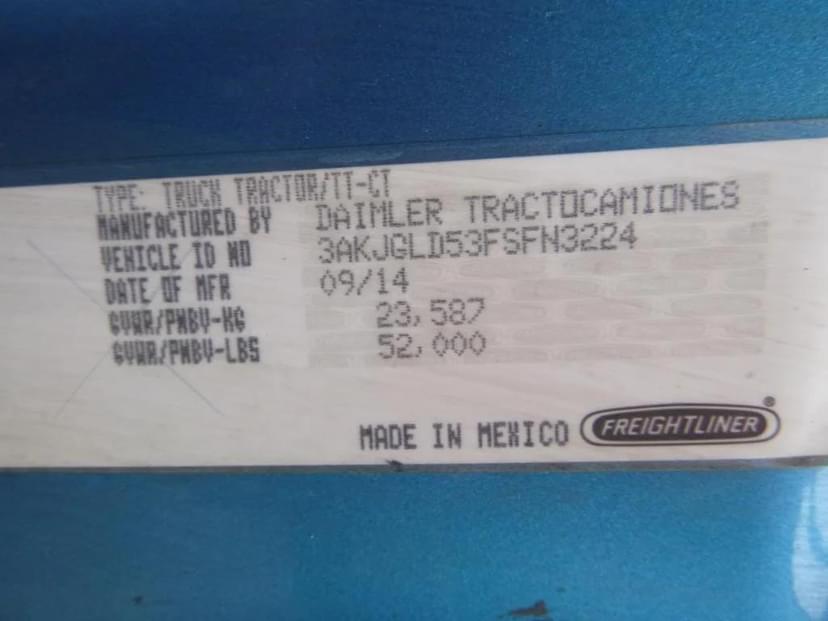 TYPE: TRUCK TRACTOR/TT-CT
MANUFACTURED BY DAIMLER TRACTOCAMIONES
VEHICLE ID NO 3AKJGLD53FSFN3224
DATE OF MFR 09/14
GVWR/PNBV-KG 23,587
GVWR/PNBV-LBS 52,000
MADE IN MEXICO FREIGHTLINER®